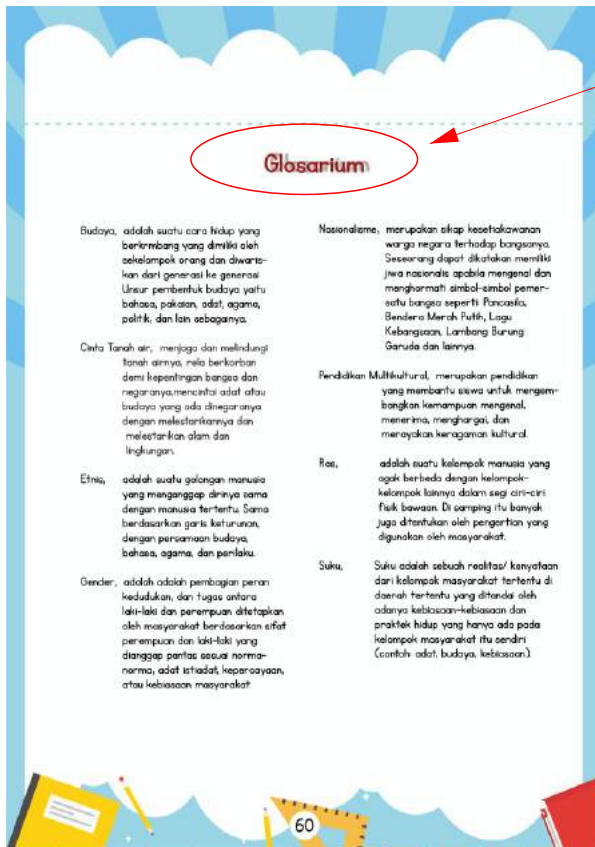 Glosarium
Budaya, adalah suatu cara hidup yang
berkrmbang yang dimiliki oleh
sekelompok orang dan diwaris-
kan dari generasi ke generasi
Unsur pembentuk budaya yaitu
bahasa, pakaian, adat, agama,
politik, dan lain sebagainya.
Cinta Tanah air, menjaga dan melindungi
tanah airnya, rela berkorban
demi kepentingan bangsa dan
negaranya,mencintai adat atau
budaya yang ada dinegaranya
dengan melestarikannya dan
melestarikan alam dan
lingkungan.
Etnis, adalah suatu golongan manusia
yang menganggap dirinya sama
dengan manusia tertentu. Sama
berdasarkan garis keturunan,
dengan persamaan budaya,
bahasa, agama, dan perilaku.
Gender, adalah adalah pembagian peran
kedudukan, dan tugas antara
laki-laki dan perempuan ditetapkan
oleh masyarakat berdasarkan sifat
perempuan dan laki-laki yang
dianggap pantas sesuai norma-
norma, adat istiadat, kepercayaan,
atau kebiasaan masyarakat
Nasionalisme, merupakan sikap kesetiakawanan
warga negara terhadap bangsanya.
Seseorang dapat dikatakan memiliki
jiwa nasionalis apabila mengenal dan
menghormati simbol-simbol pemer-
satu bangsa seperti Pancasila,
Bendera Merah Putih, Lagu
Kebangsaan, Lambang Burung
Garuda dan lainnya.
Pendidikan Multikultural, merupakan pendidikan
yang membantu siswa untuk mengem-
bangkan kemampuan mengenal,
menerima, menghargai, dan
merayakan keragaman kultural.
Ras, adalah suatu kelompok manusia yang
agak berbeda dengan kelompok-
kelompok lainnya dalam segi ciri-ciri
fisik bawaan. Di samping itu banyak
juga ditentukan oleh pengertian yang
digunakan oleh masyarakat.
Suku, Suku adalah sebuah realitas/ kenyataan
dari kelompok masyarakat tertentu di
daerah tertentu yang ditandai oleh
adanya kebiasaan-kebiasaan dan
praktek hidup yang hanya ada pada
kelompok masyarakat itu sendiri
(contoh: adat, budaya, kebiasaan)
60